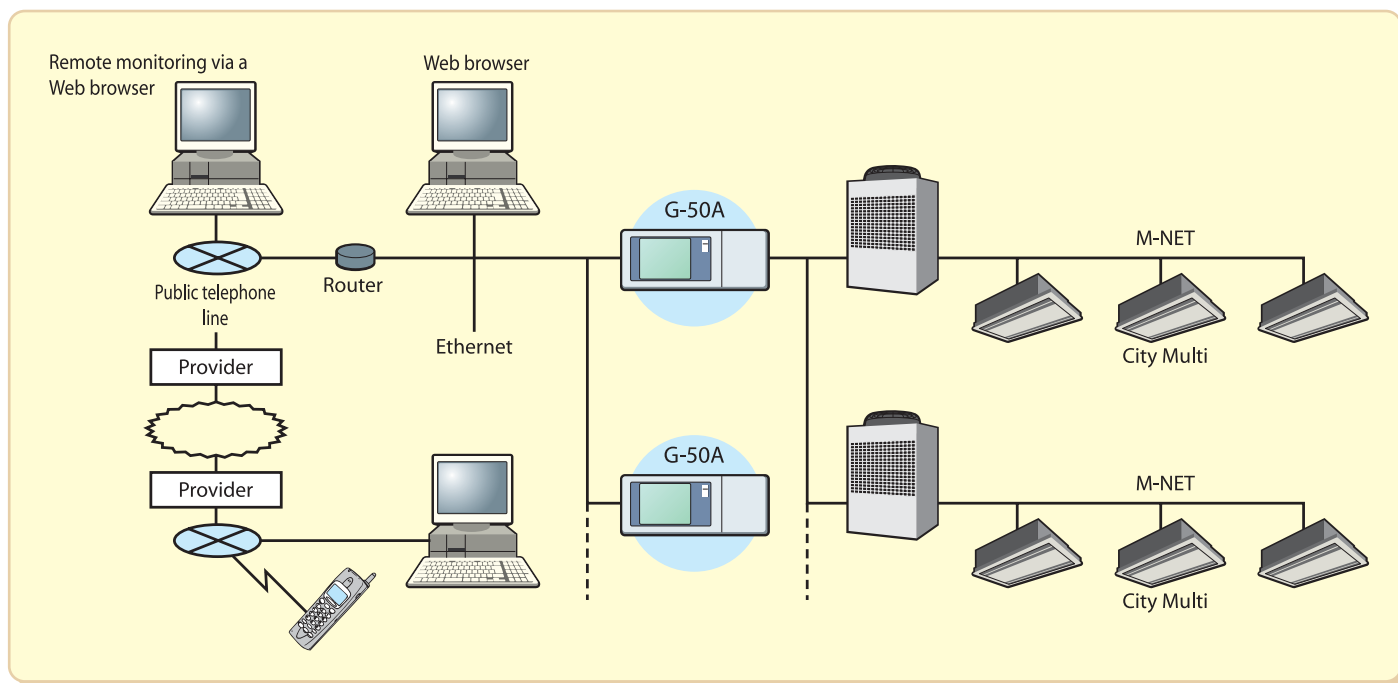 Remote monitoring via a
Web browser
Web browser
G-50A
M-NET
Router
Public telephone
line
Ethernet
City Multi
Provider
G-50A
M-NET
Provider
City Multi